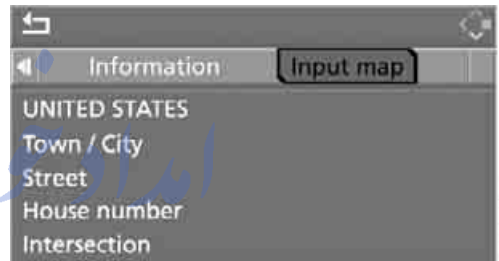 Information Input map
UNITED STATES
Town / City
Street
House number
Intersection